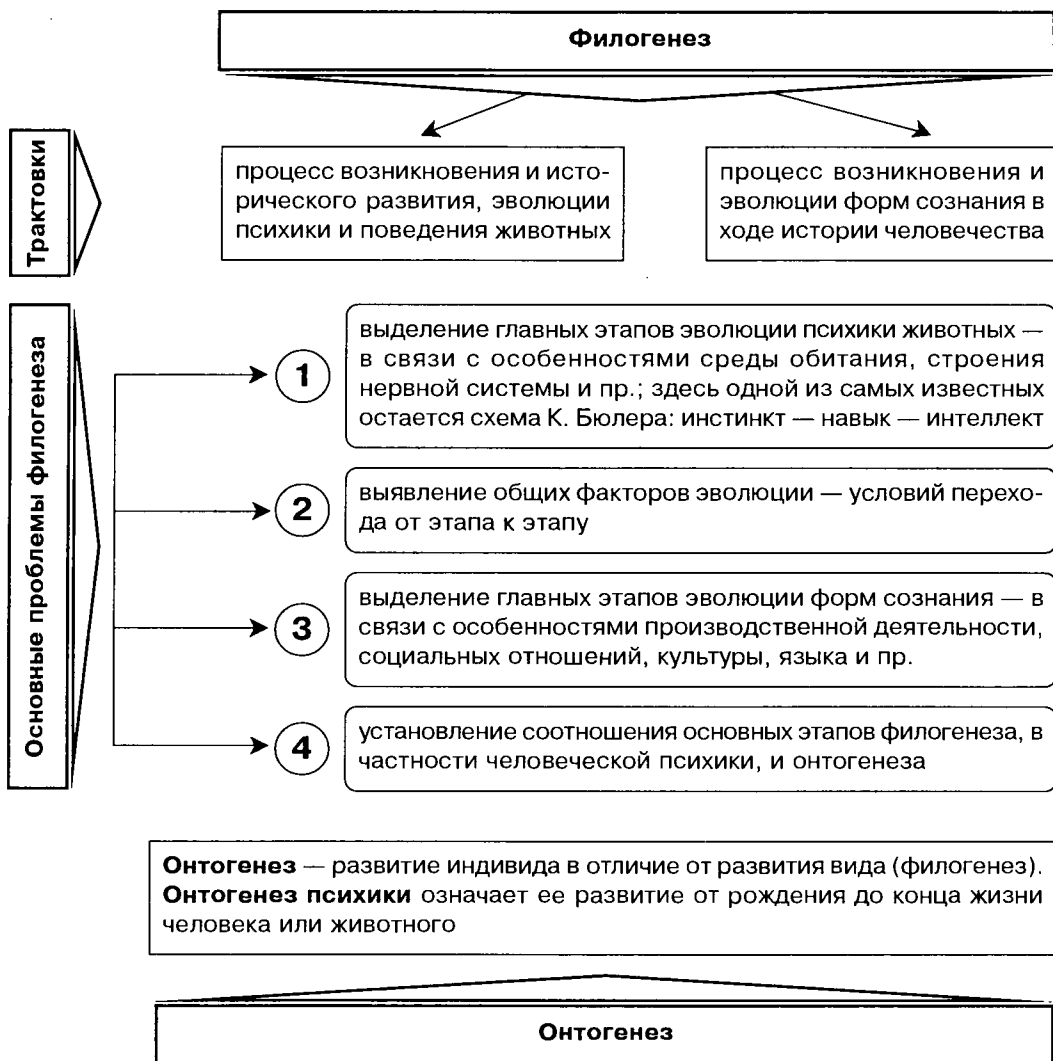 Филогенез
Трактовки
процесс возникновения и исто-
рического развития, эволюции
психики и поведения животных
процесс возникновения и
эволюции форм сознания в
ходе истории человечества
Основные проблемы филогенеза
1
выделение главных этапов эволюции психики животных —
в связи с особенностями среды обитания, строения
нервной системы и пр.; здесь одной из самых известных
остается схема К. Бюлера: инстинкт — навык — интеллект
2
выявление общих факторов эволюции — условий перехо-
да от этапа к этапу
3
выделение главных этапов эволюции форм сознания — в
связи с особенностями производственной деятельности,
социальных отношений, культуры, языка и пр.
4
установление соотношения основных этапов филогенеза, в
частности человеческой психики, и онтогенеза
Онтогенез — развитие индивида в отличие от развития вида (филогенез).
Онтогенез психики означает ее развитие от рождения до конца жизни
человека или животного
Онтогенез